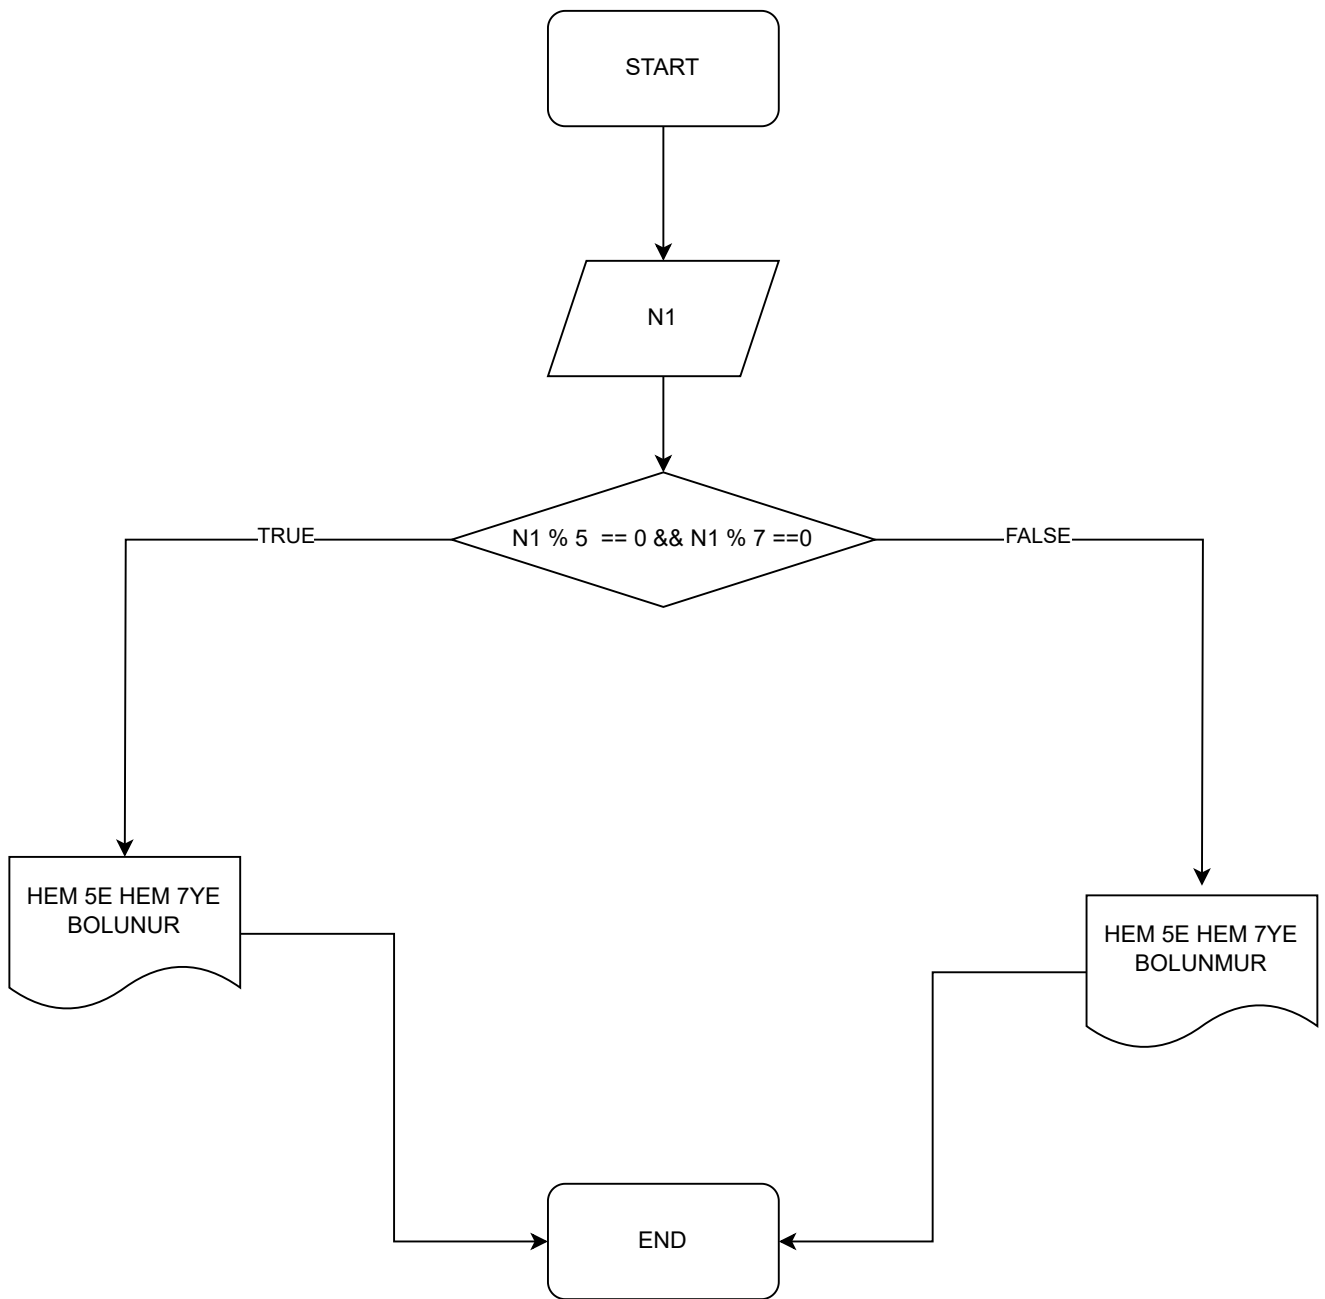 START
N1
N1 % 5  == 0 && N1 % 7 ==0
TRUE
FALSE
HEM 5E HEM 7YE
BOLUNUR
HEM 5E HEM 7YE
BOLUNMUR
END